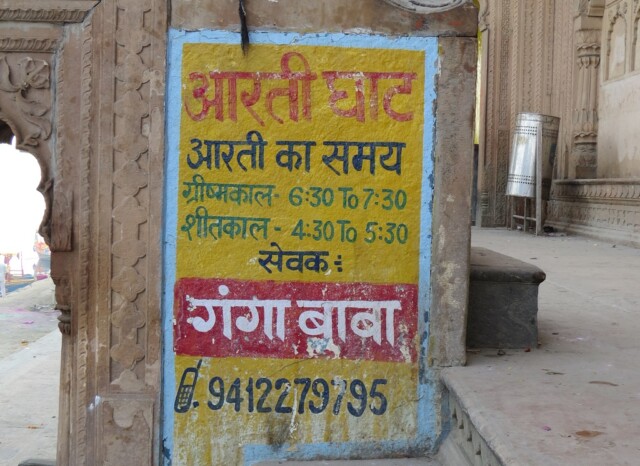 आरती घाट
आरती का समय
ग्रीष्मकाल- 6:30 To 7:30
शीतकाल - 4:30 To 5:30
सेवक:
गंगा बाबा
9412279795